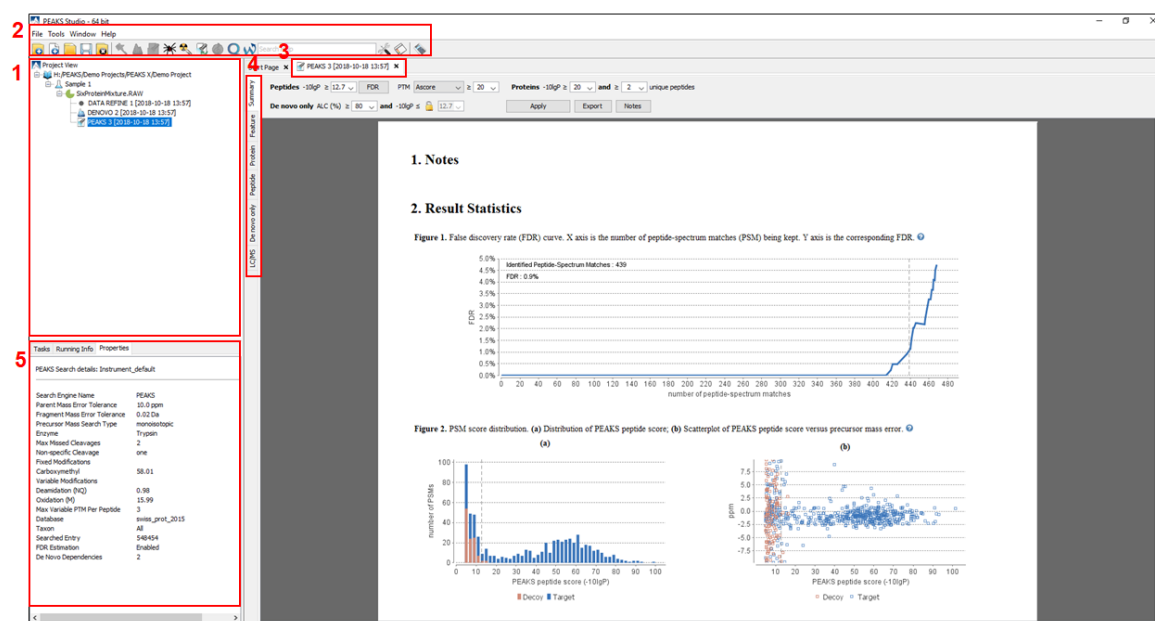 PEAKS Studio - 64 bit
2
File Tools Window Help
3
1
Project View
H:/PEAKS/Demo Projects/PEAKS X/Demo Project
Sample 1
SixProteinMixture.RAW
DATA REFINE 1 [2018-10-18 13:57]
DENOVO 2 [2018-10-18 13:57]
PEAKS 3 [2018-10-18 13:57]
4
Page
PEAKS 3 [2018-10-18 13:57]
Peptides -10lgP ≥ 12.7 FDR PTM Ascore ≥ 20 Proteins -10lgP ≥ 20 and ≥ 2 unique peptides
De novo only ALC (%) ≥ 80 and -10lgP ≤ 12.7 Apply Export Notes
Summary
Feature
Protein
Peptide
De novo only
LC/MS
1. Notes
2. Result Statistics
Figure 1. False discovery rate (FDR) curve. X axis is the number of peptide-spectrum matches (PSM) being kept. Y axis is the corresponding FDR.
Identified Peptide-Spectrum Matches : 439
FDR : 0.9%
5.0%
4.5%
4.0%
3.5%
3.0%
2.5%
2.0%
1.5%
1.0%
0.5%
0.0%
FDR
0 20 40 60 80 100 120 140 160 180 200 220 240 260 280 300 320 340 360 380 400 420 440 460 480
number of peptide-spectrum matches
5
Tasks Running Info Properties
PEAKS Search details: Instrument_default
Search Engine Name PEAKS
Parent Mass Error Tolerance 10.0 ppm
Fragment Mass Error Tolerance 0.02 Da
Precursor Mass Search Type monoisotopic
Enzyme Trypsin
Max Missed Cleavages 2
Non-specific Cleavage one
Fixed Modifications
Carboxymethyl 58.01
Variable Modifications
Deamidation (NQ) 0.98
Oxidation (M) 15.99
Max Variable PTM Per Peptide 3
Database swiss_prot_2015
Taxon All
Searched Entry 548454
FDR Estimation Enabled
De Novo Dependencies 2
Figure 2. PSM score distribution. (a) Distribution of PEAKS peptide score; (b) Scatterplot of PEAKS peptide score versus precursor mass error.
(a)
100
80
60
40
20
0
number of PSMs
0 10 20 30 40 50 60 70 80 90 100
PEAKS peptide score (-10lgP)
Decoy Target
(b)
7.5
5.0
2.5
0.0
-2.5
-5.0
-7.5
ppm
10 20 30 40 50 60 70 80 90 100
PEAKS peptide score (-10lgP)
Decoy Target